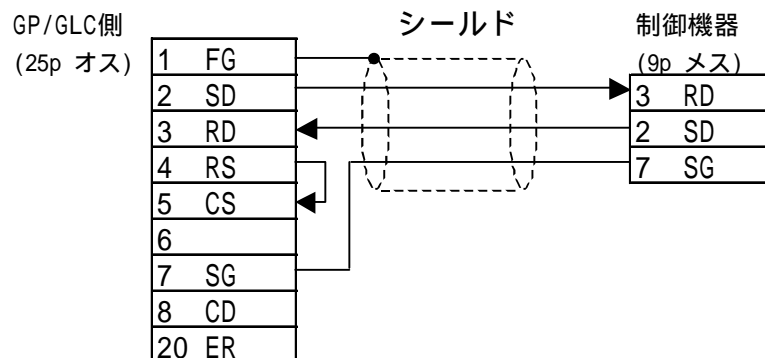 GP/GLC側
(25p オス)
シールド
制御機器
(9p メス)
1 FG
2 SD
3 RD
4 RS
5 CS
6
7 SG
8 CD
20 ER
3 RD
2 SD
7 SG